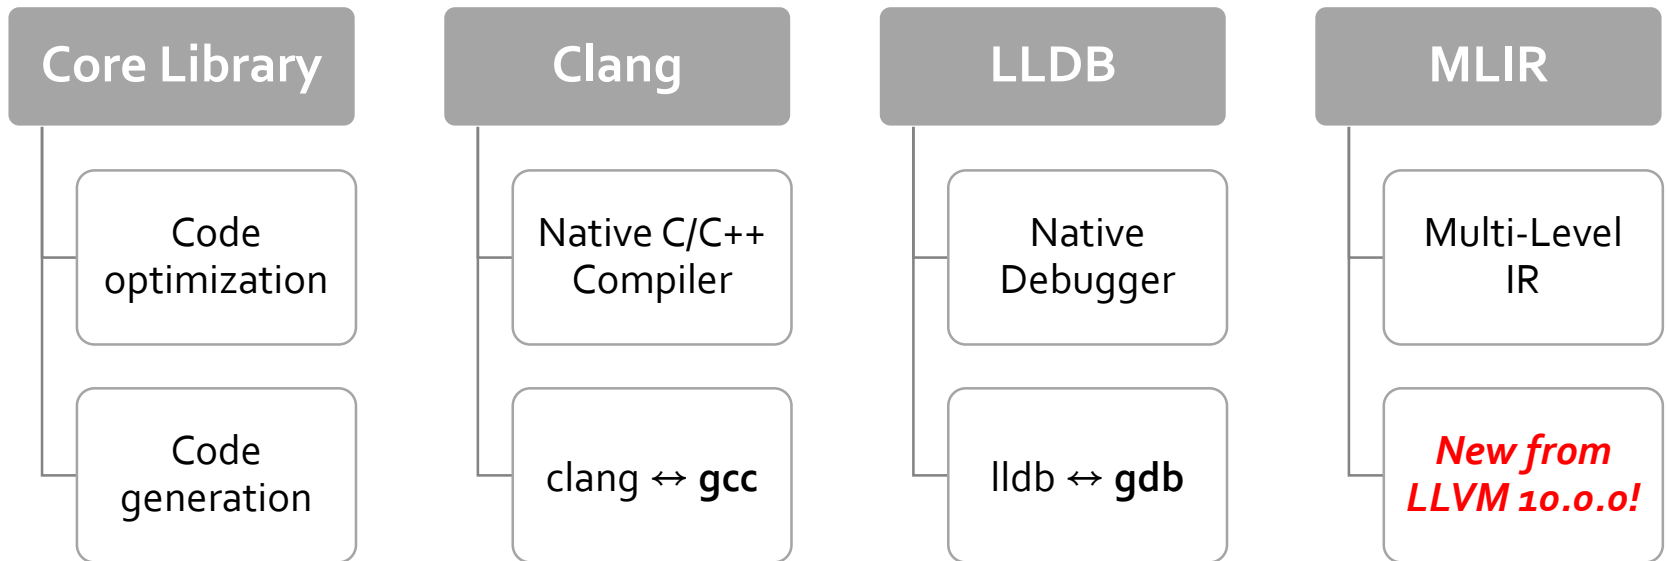 Core Library
Code
optimization
Code
generation
Clang
Native C/C++
Compiler
clang ↔ gcc
LLDB
Native
Debugger
lldb ↔ gdb
MLIR
Multi-Level
IR
New from
LLVM 10.0.0!